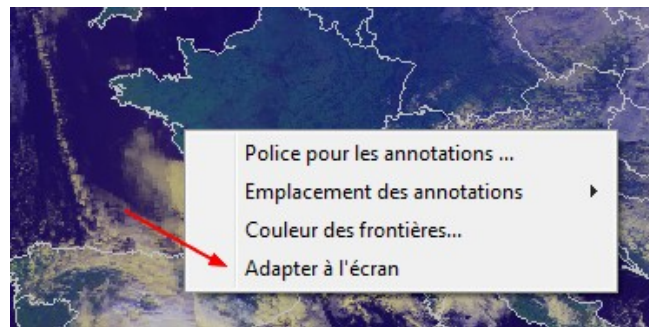 Police pour les annotations ...
Emplacement des annotations
Couleur des frontières...
Adapter à l'écran